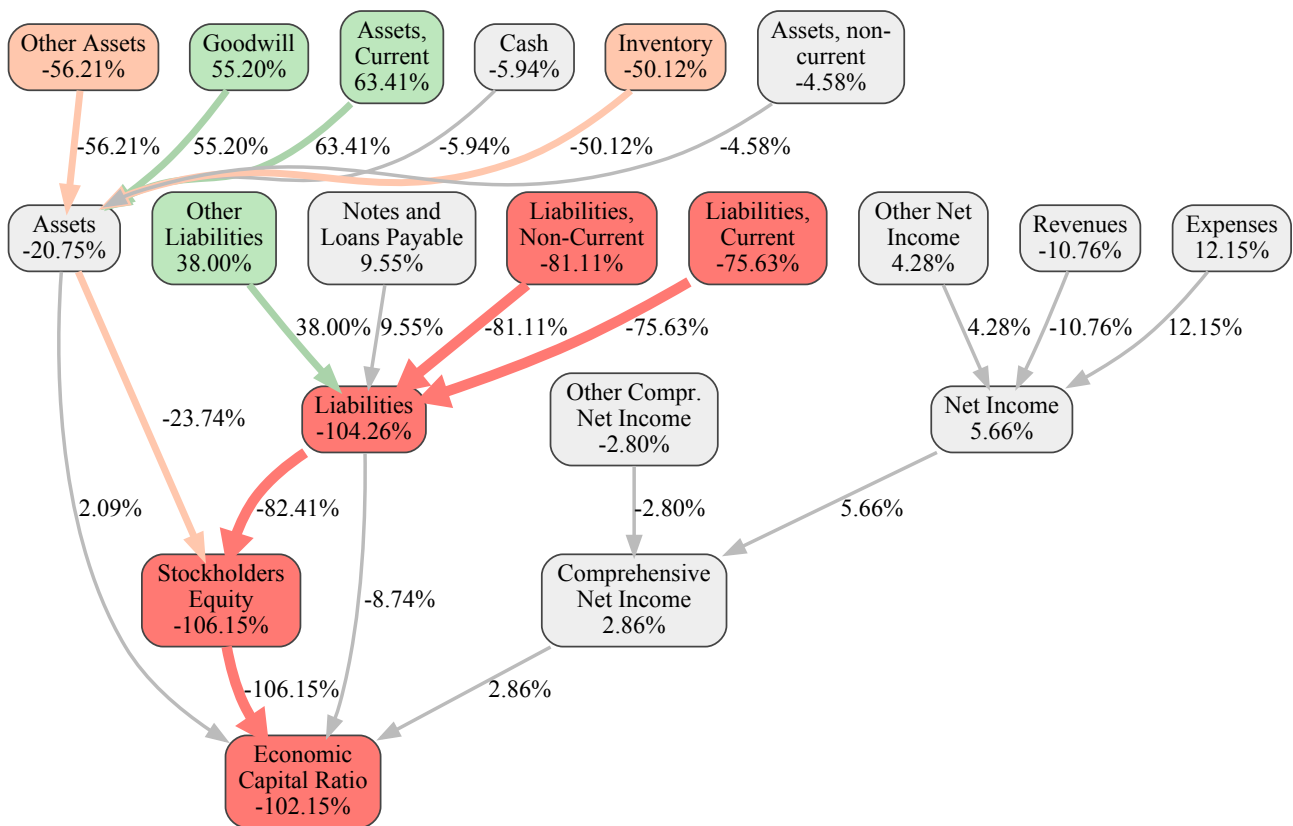 Other Assets
-56.21%
Goodwill
55.20%
Assets,
Current
63.41%
Cash
-5.94%
Inventory
-50.12%
Assets, non-
current
-4.58%
-56.21%
55.20%
63.41%
-5.94%
-50.12%
-4.58%
Assets
-20.75%
Other
Liabilities
38.00%
Notes and
Loans Payable
9.55%
Liabilities,
Non-Current
-81.11%
Liabilities,
Current
-75.63%
Other Net
Income
4.28%
Revenues
-10.76%
Expenses
12.15%
38.00%
9.55%
-81.11%
-75.63%
4.28%
-10.76%
12.15%
Liabilities
-104.26%
Other Compr.
Net Income
-2.80%
Net Income
5.66%
-23.74%
2.09%
-82.41%
-8.74%
-2.80%
5.66%
Stockholders
Equity
-106.15%
Comprehensive
Net Income
2.86%
-106.15%
2.86%
Economic
Capital Ratio
-102.15%